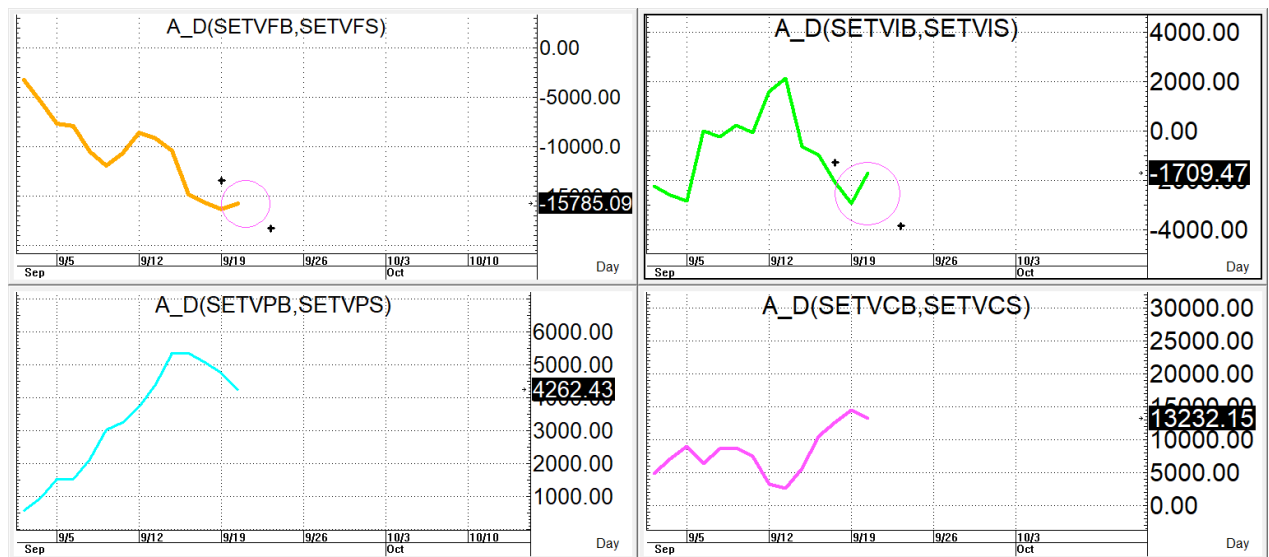 A_D(SETVFB,SETVFS)
0.00
-5000.00
-10000.0
-15785.09
9/5
9/12
9/19
9/26
10/3
10/10
Sep
Oct
Day
A_D(SETVIB,SETVIS)
4000.00
2000.00
0.00
-1709.47
-4000.00
9/5
9/12
9/19
9/26
10/3
Sep
Oct
Day
A_D(SETVPB,SETVPS)
6000.00
5000.00
4262.43
3000.00
2000.00
1000.00
9/5
9/12
9/19
9/26
10/3
10/10
Sep
Oct
Day
A_D(SETVCB,SETVCS)
30000.00
25000.00
20000.00
13232.15
10000.00
5000.00
0.00
9/5
9/12
9/19
9/26
10/3
Sep
Oct
Day